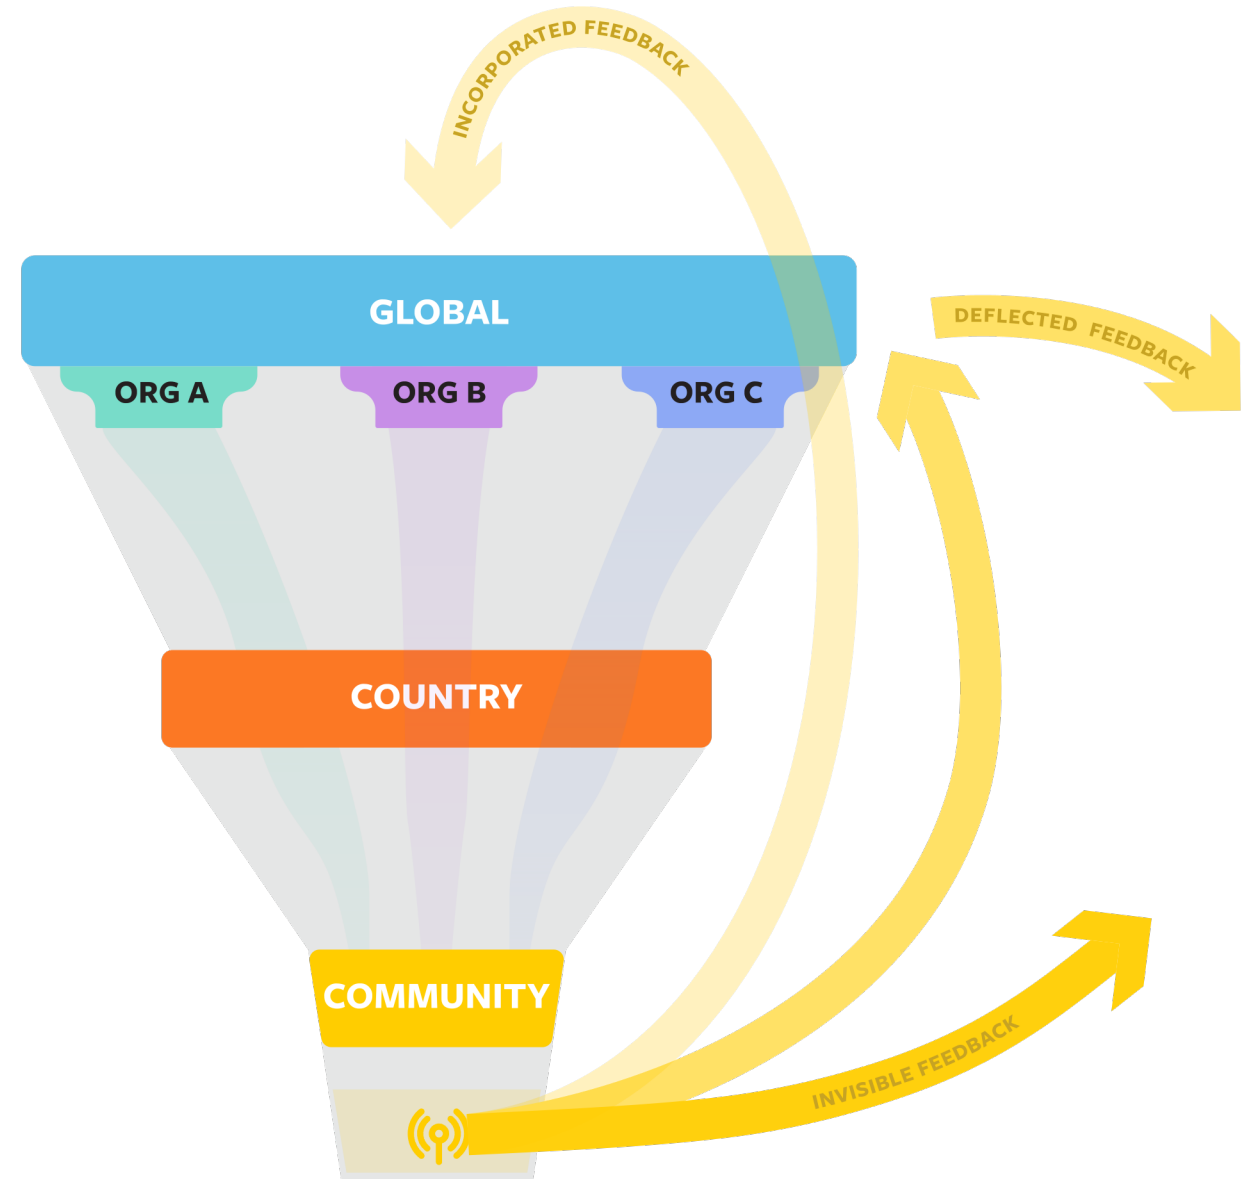 INCORPORATED FEEDBACK
GLOBAL
DEFLECTED FEEDBACK
ORG A
ORG B
ORG C
COUNTRY
COMMUNITY
INVISIBLE FEEDBACK